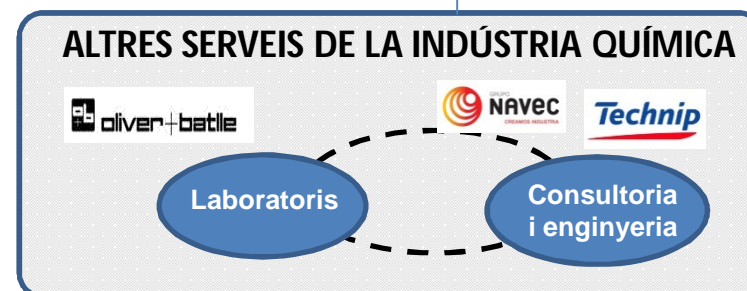 ALTRES SERVEIS DE LA INDÚSTRIA QUÍMICA
oliver+batlle
GRUPO
NAVEC
CREAMOS INDUSTRIA
Technip
Laboratoris
Consultoria
i enginyeria